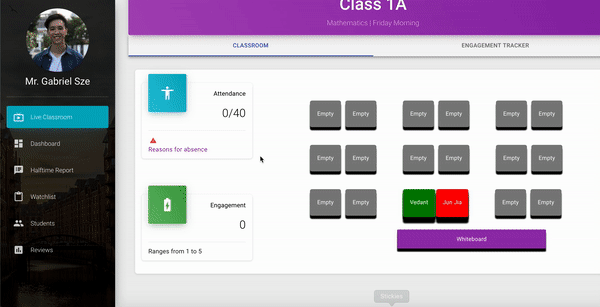 Class 1A
Mathematics | Friday Morning
CLASSROOM
ENGAGEMENT TRACKER
Mr. Gabriel Sze
Live Classroom
Dashboard
Halftime Report
Watchlist
Students
Reviews
Attendance
0/40
Reasons for absence
Engagement
0
Ranges from 1 to 5
Empty Empty Empty Empty Empty Empty
Empty Empty Empty Empty Empty Empty
Empty Empty Vedant Jun Jia Empty Empty
Whiteboard